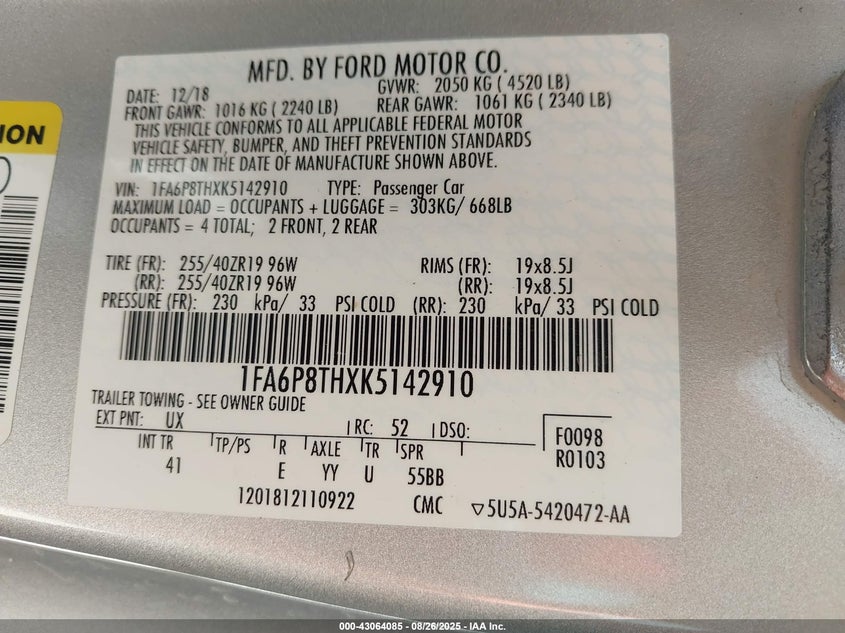 MFD. BY FORD MOTOR CO.
DATE: 12/18 GVWR: 2050 KG ( 4520 LB)
FRONT GAWR: 1016 KG ( 2240 LB) REAR GAWR: 1061 KG ( 2340 LB)
THIS VEHICLE CONFORMS TO ALL APPLICABLE FEDERAL MOTOR
VEHICLE SAFETY, BUMPER, AND THEFT PREVENTION STANDARDS
IN EFFECT ON THE DATE OF MANUFACTURE SHOWN ABOVE.
VIN: 1FA6P8THXK5142910 TYPE: Passenger Car
MAXIMUM LOAD = OCCUPANTS + LUGGAGE = 303KG/ 668LB
OCCUPANTS = 4 TOTAL; 2 FRONT, 2 REAR
TIRE (FR): 255/40ZR19 96W RIMS (FR): 19x8.5J
(RR): 255/40ZR19 96W (RR): 19x8.5J
PRESSURE (FR): 230 kPa/ 33 PSI COLD (RR): 230 kPa/ 33 PSI COLD
1FA6P8THXK5142910
TRAILER TOWING - SEE OWNER GUIDE
EXT PNT: UX RC: 52 DSO: F0098
INT TR TP/PS R AXLE TR SPR R0103
41 E YY U 55BB
1201812110922 CMC ▽5U5A-5420472-AA
ION
000-43064085 - 08/26/2025 - IAA Inc.